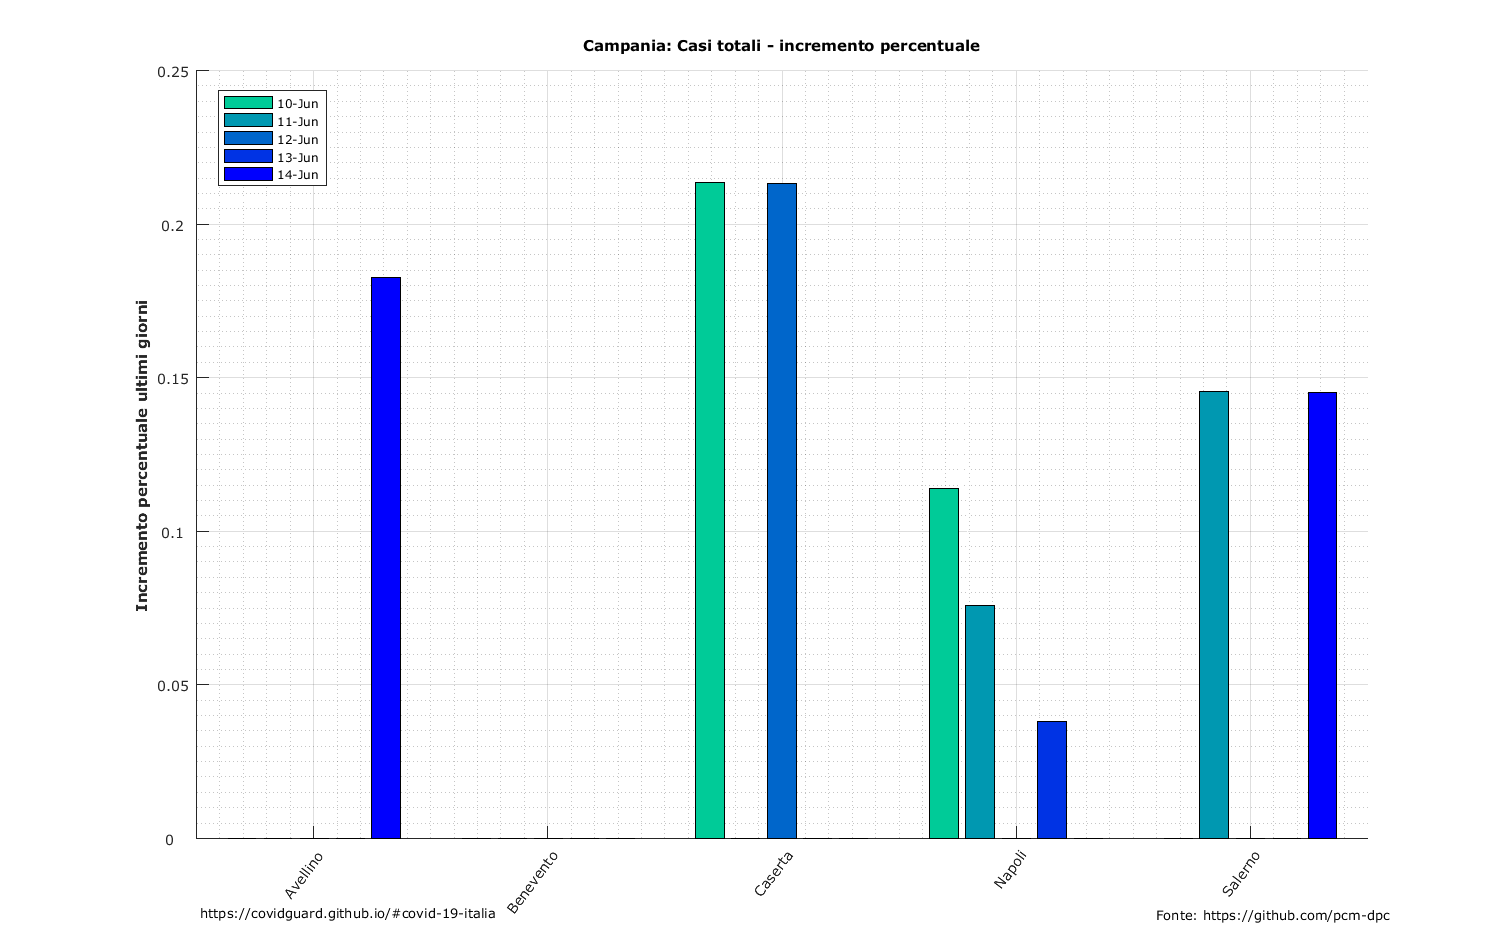 Campania: Casi totali - incremento percentuale
0.25
0.2
0.15
0.1
0.05
0
Incremento percentuale ultimi giorni
10-Jun
11-Jun
12-Jun
13-Jun
14-Jun
Avellino
Benevento
Caserta
Napoli
Salerno
https://covidguard.github.io/#covid-19-italia
Fonte: https://github.com/pcm-dpc